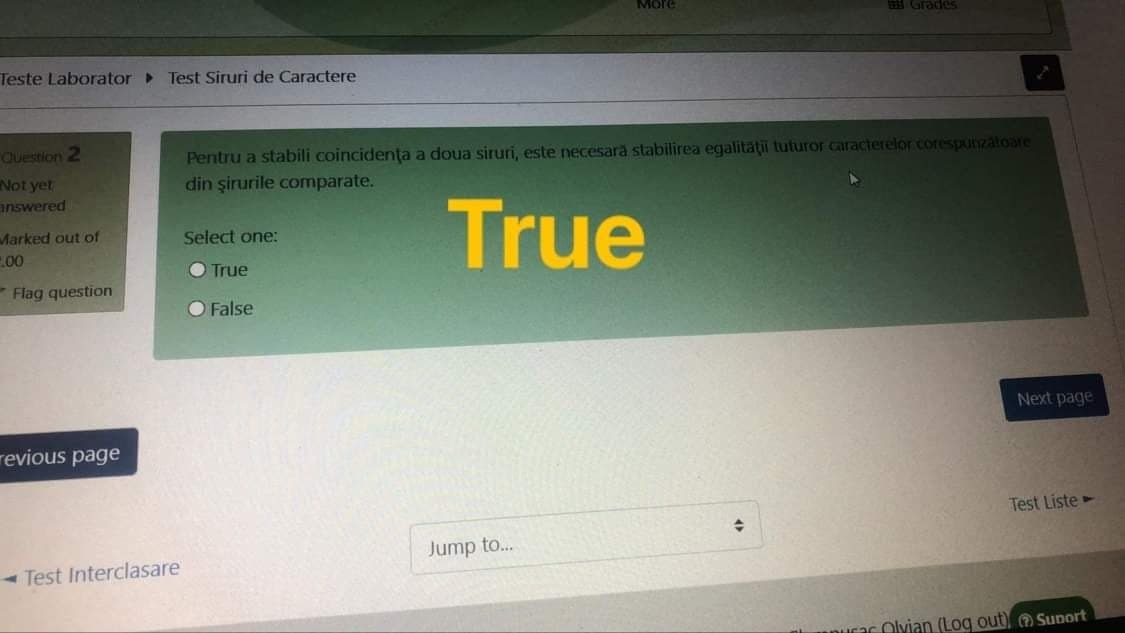 More
Grades
Teste Laborator ▸ Test Siruri de Caractere
Question 2
Not yet
answered
Marked out of
.00
Flag question
Pentru a stabili coincidenţa a doua siruri, este necesară stabilirea egalităţii tuturor caracterelor corespunzătoare
din şirurile comparate.
True
Select one:
True
False
Next page
revious page
Test Liste ►
Jump to...
◄ Test Interclasare
Olvian (Log out)
Suport